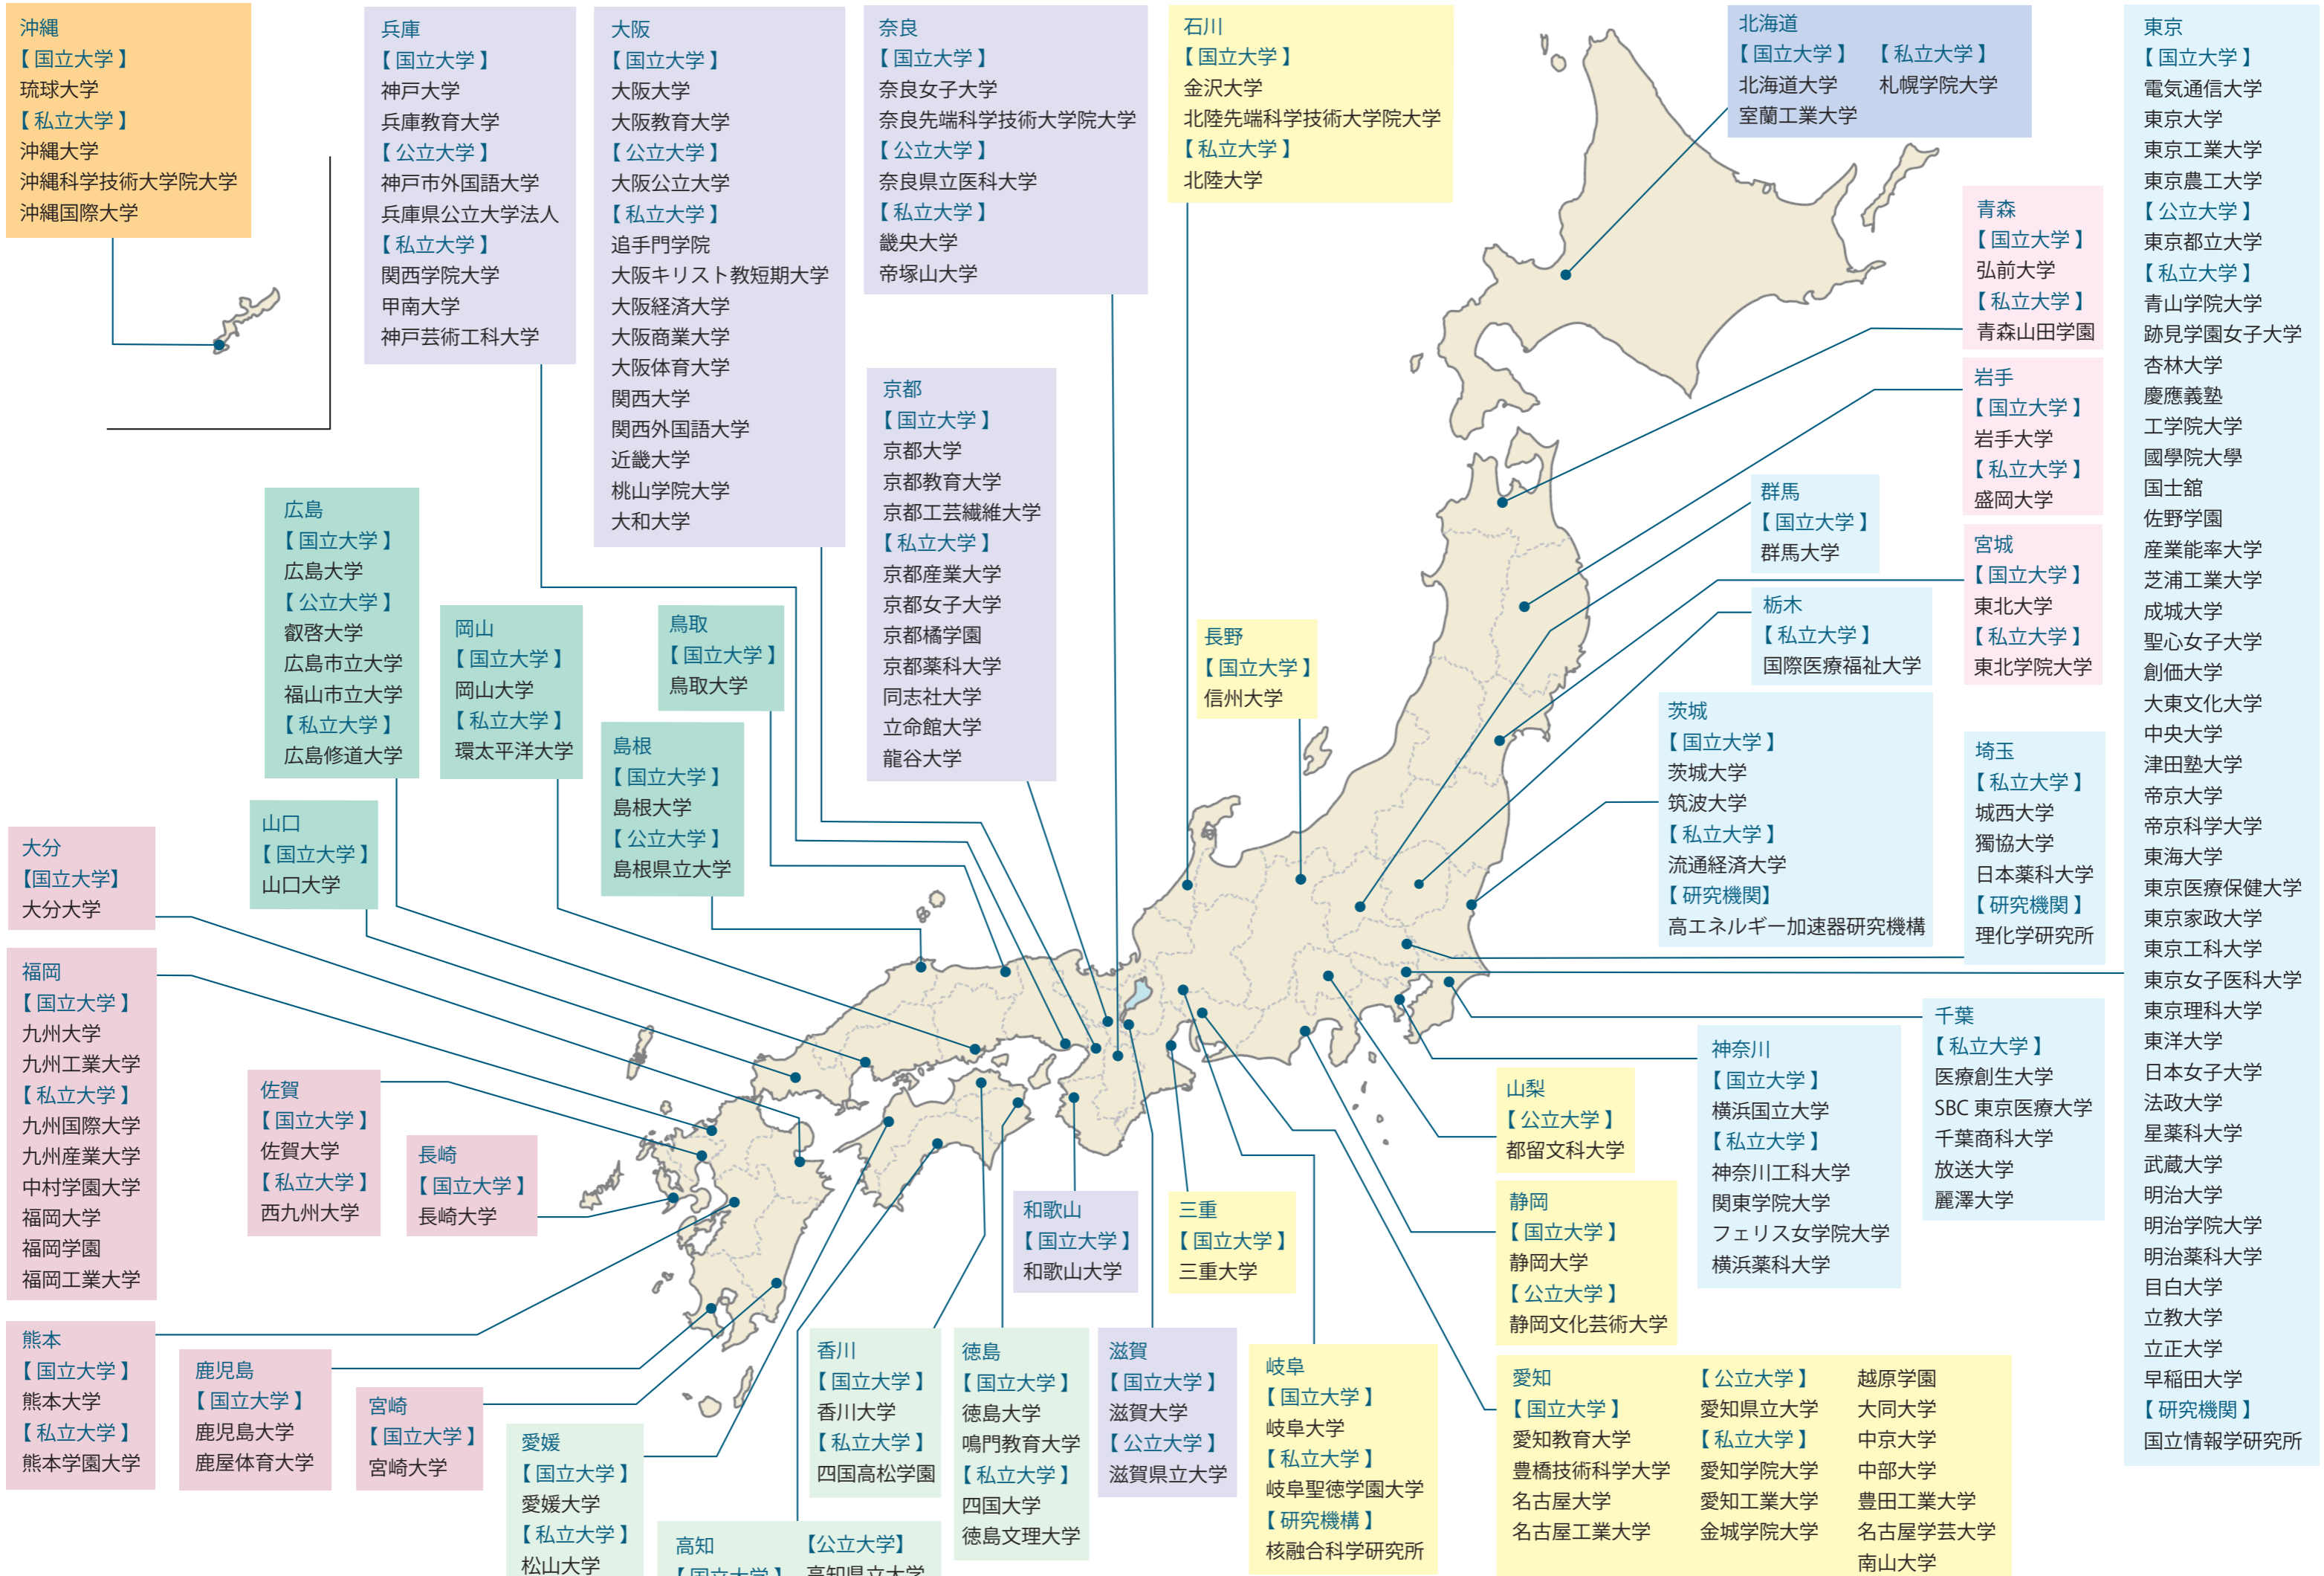 沖縄
【 国立大学 】
琉球大学
【 私立大学 】
沖縄大学
沖縄科学技術大学院大学
沖縄国際大学
兵庫
【 国立大学 】
神戸大学
兵庫教育大学
【 公立大学 】
神戸市外国語大学
兵庫県公立大学法人
【 私立大学 】
関西学院大学
甲南大学
神戸芸術工科大学
大阪
【 国立大学 】
大阪大学
大阪教育大学
【 公立大学 】
大阪公立大学
【 私立大学 】
追手門学院
大阪キリスト教短期大学
大阪経済大学
大阪商業大学
大阪体育大学
関西大学
関西外国語大学
近畿大学
桃山学院大学
大和大学
奈良
【 国立大学 】
奈良女子大学
奈良先端科学技術大学院大学
【 公立大学 】
奈良県立医科大学
【 私立大学 】
畿央大学
帝塚山大学
石川
【 国立大学 】
金沢大学
北陸先端科学技術大学院大学
【 私立大学 】
北陸大学
北海道
【 国立大学 】 【 私立大学 】
北海道大学 札幌学院大学
室蘭工業大学
東京
【 国立大学 】
電気通信大学
東京大学
東京工業大学
東京農工大学
【 公立大学 】
東京都立大学
【 私立大学 】
青山学院大学
跡見学園女子大学
杏林大学
慶應義塾
工学院大学
國學院大學
国士舘
佐野学園
産業能率大学
芝浦工業大学
成城大学
聖心女子大学
創価大学
大東文化大学
中央大学
津田塾大学
帝京大学
帝京科学大学
東海大学
東京医療保健大学
東京家政大学
東京工科大学
東京女子医科大学
東京理科大学
東洋大学
日本女子大学
法政大学
星薬科大学
武蔵大学
明治大学
明治学院大学
明治薬科大学
目白大学
立教大学
立正大学
早稲田大学
【 研究機関 】
国立情報学研究所
青森
【 国立大学 】
弘前大学
【 私立大学 】
青森山田学園
岩手
【 国立大学 】
岩手大学
【 私立大学 】
盛岡大学
宮城
【 国立大学 】
東北大学
【 私立大学 】
東北学院大学
群馬
【 国立大学 】
群馬大学
栃木
【 私立大学 】
国際医療福祉大学
茨城
【 国立大学 】
茨城大学
筑波大学
【 私立大学 】
流通経済大学
【 研究機関】
高エネルギー加速器研究機構
埼玉
【 私立大学 】
城西大学
獨協大学
日本薬科大学
【 研究機関 】
理化学研究所
京都
【 国立大学 】
京都大学
京都教育大学
京都工芸繊維大学
【 私立大学 】
京都産業大学
京都女子大学
京都橘学園
京都薬科大学
同志社大学
立命館大学
龍谷大学
長野
【 国立大学 】
信州大学
広島
【 国立大学 】
広島大学
【 公立大学 】
叡啓大学
広島市立大学
福山市立大学
【 私立大学 】
広島修道大学
岡山
【 国立大学 】
岡山大学
【 私立大学 】
環太平洋大学
鳥取
【 国立大学 】
鳥取大学
島根
【 国立大学 】
島根大学
【 公立大学 】
島根県立大学
山口
【 国立大学 】
山口大学
大分
【国立大学】
大分大学
福岡
【 国立大学 】
九州大学
九州工業大学
【 私立大学 】
九州国際大学
九州産業大学
中村学園大学
福岡大学
福岡学園
福岡工業大学
佐賀
【 国立大学 】
佐賀大学
【 私立大学 】
西九州大学
長崎
【 国立大学 】
長崎大学
熊本
【 国立大学 】
熊本大学
【 私立大学 】
熊本学園大学
鹿児島
【 国立大学 】
鹿児島大学
鹿屋体育大学
宮崎
【 国立大学 】
宮崎大学
愛媛
【 国立大学 】
愛媛大学
【 私立大学 】
松山大学
高知 【公立大学】
【 国立大学 】 高知県立大学
香川
【 国立大学 】
香川大学
【 私立大学 】
四国高松学園
徳島
【 国立大学 】
徳島大学
鳴門教育大学
【 私立大学 】
四国大学
徳島文理大学
和歌山
【 国立大学 】
和歌山大学
滋賀
【 国立大学 】
滋賀大学
【 公立大学 】
滋賀県立大学
三重
【 国立大学 】
三重大学
岐阜
【 国立大学 】
岐阜大学
【 私立大学 】
岐阜聖徳学園大学
【 研究機構 】
核融合科学研究所
山梨
【 公立大学 】
都留文科大学
静岡
【 国立大学 】
静岡大学
【 公立大学 】
静岡文化芸術大学
神奈川
【 国立大学 】
横浜国立大学
【 私立大学 】
神奈川工科大学
関東学院大学
フェリス女学院大学
横浜薬科大学
千葉
【 私立大学 】
医療創生大学
SBC 東京医療大学
千葉商科大学
放送大学
麗澤大学
愛知
【 国立大学 】
愛知教育大学
豊橋技術科学大学
名古屋大学
名古屋工業大学
【 公立大学 】
愛知県立大学
【 私立大学 】
愛知学院大学
愛知工業大学
金城学院大学
越原学園
大同大学
中京大学
中部大学
豊田工業大学
名古屋学芸大学
南山大学